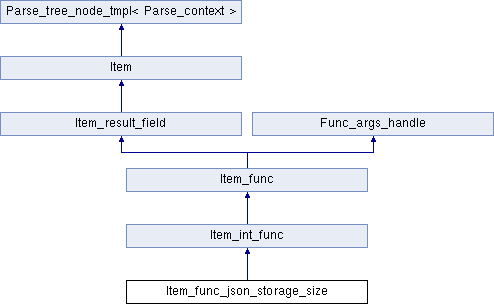 Parse_tree_node_tmpl< Parse_context >
Item
Item_result_field
Func_args_handle
Item_func
Item_int_func
Item_func_json_storage_size